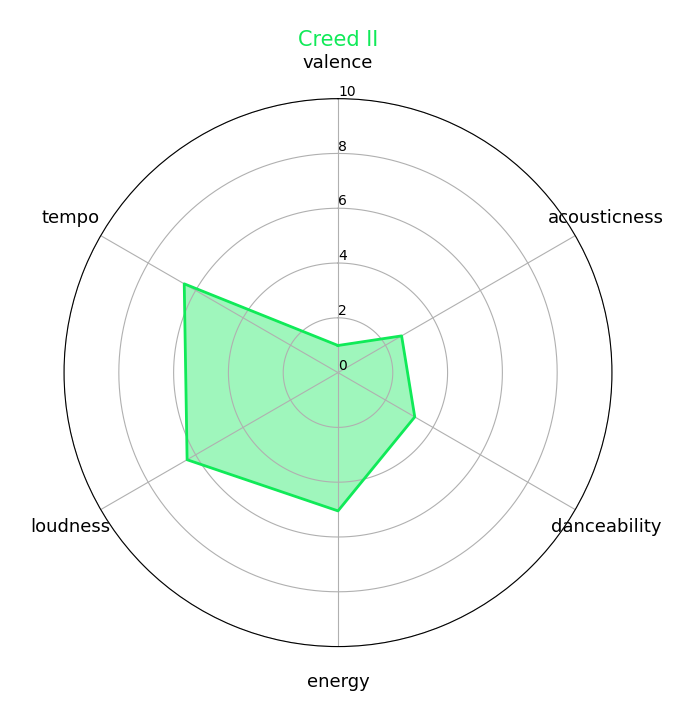 Creed II
valence
10
8
6
4
2
0
tempo
acousticness
loudness
danceability
energy